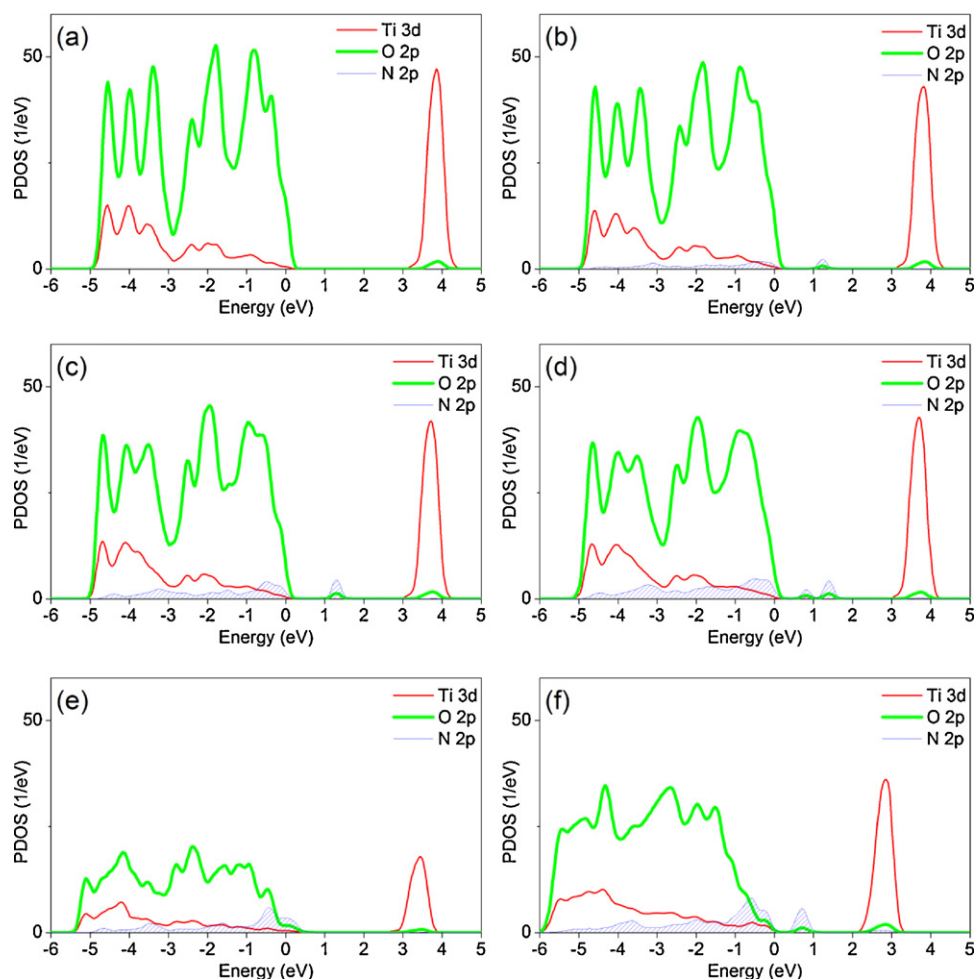 (a)
Ti 3d
O 2p
N 2p
PDOS (1/eV)
50
0
-6 -5 -4 -3 -2 -1 0 1 2 3 4 5
Energy (eV)
(b)
Ti 3d
O 2p
N 2p
PDOS (1/eV)
50
0
-6 -5 -4 -3 -2 -1 0 1 2 3 4 5
Energy (eV)
(c)
Ti 3d
O 2p
N 2p
PDOS (1/eV)
50
0
-6 -5 -4 -3 -2 -1 0 1 2 3 4 5
Energy (eV)
(d)
Ti 3d
O 2p
N 2p
PDOS (1/eV)
50
0
-6 -5 -4 -3 -2 -1 0 1 2 3 4 5
Energy (eV)
(e)
Ti 3d
O 2p
N 2p
PDOS (1/eV)
50
0
-6 -5 -4 -3 -2 -1 0 1 2 3 4 5
Energy (eV)
(f)
Ti 3d
O 2p
N 2p
PDOS (1/eV)
50
0
-6 -5 -4 -3 -2 -1 0 1 2 3 4 5
Energy (eV)